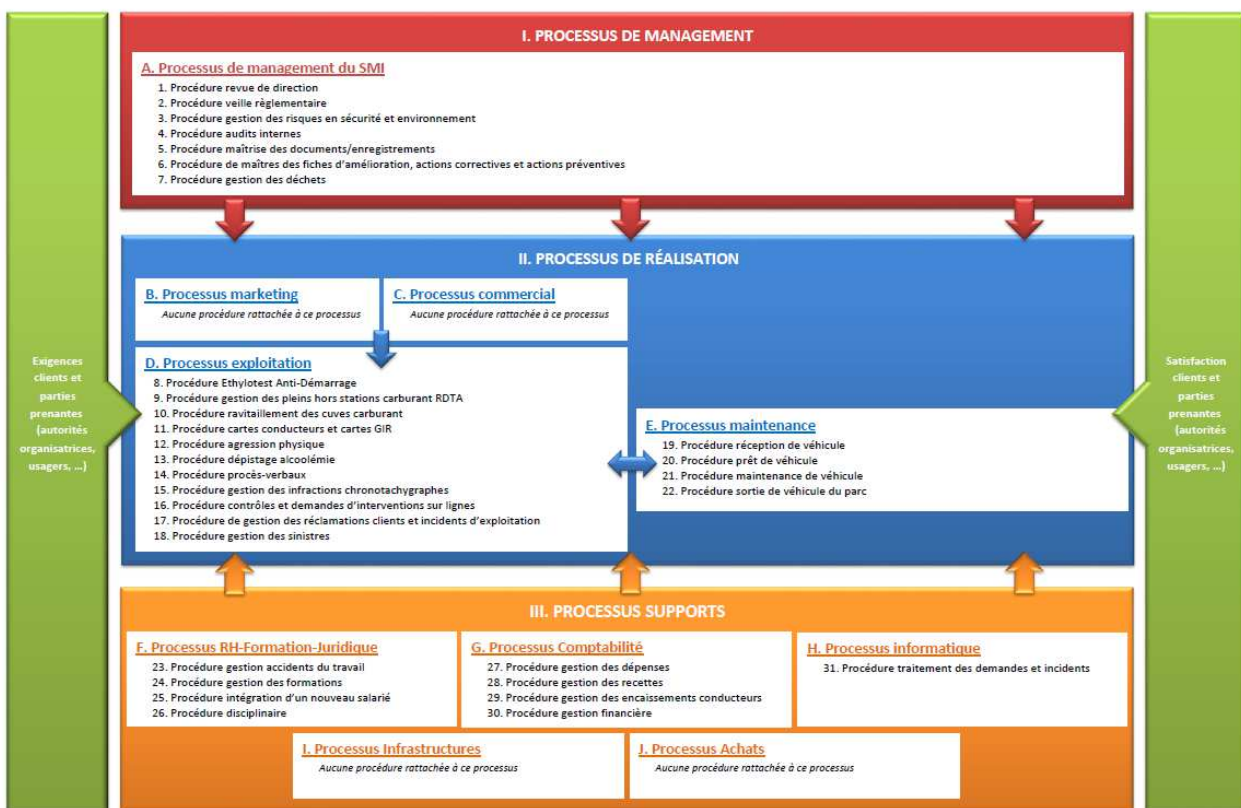 I. PROCESSUS DE MANAGEMENT
A. Processus de management du SMI
1. Procédure revue de direction
2. Procédure veille règlementaire
3. Procédure gestion des risques en sécurité et environnement
4. Procédure audits internes
5. Procédure maîtrise des documents/enregistrements
6. Procédure de maîtres des fiches d'amélioration, actions correctives et actions préventives
7. Procédure gestion des déchets
Exigences
clients et
parties
prenantes
(autorités
organisatrices,
usagers, …)
II. PROCESSUS DE RÉALISATION
B. Processus marketing
Aucune procédure rattachée à ce processus
C. Processus commercial
Aucune procédure rattachée à ce processus
D. Processus exploitation
8. Procédure Ethylotest Anti-Démarrage
9. Procédure gestion des pleins hors stations carburant RDTA
10. Procédure ravitaillement des cuves carburant
11. Procédure cartes conducteurs et cartes GIR
12. Procédure agression physique
13. Procédure dépistage alcoolémie
14. Procédure procès-verbaux
15. Procédure gestion des infractions chronotachygraphes
16. Procédure contrôles et demandes d'interventions sur lignes
17. Procédure de gestion des réclamations clients et incidents d'exploitation
18. Procédure gestion des sinistres
E. Processus maintenance
19. Procédure réception de véhicule
20. Procédure prêt de véhicule
21. Procédure maintenance de véhicule
22. Procédure sortie de véhicule du parc
Satisfaction
clients et
parties
prenantes
(autorités
organisatrices,
usagers, …)
III. PROCESSUS SUPPORTS
F. Processus RH-Formation-Juridique
23. Procédure gestion accidents du travail
24. Procédure gestion des formations
25. Procédure intégration d'un nouveau salarié
26. Procédure disciplinaire
G. Processus Comptabilité
27. Procédure gestion des dépenses
28. Procédure gestion des recettes
29. Procédure gestion des encaissements conducteurs
30. Procédure gestion financière
H. Processus informatique
31. Procédure traitement des demandes et incidents
I. Processus Infrastructures
Aucune procédure rattachée à ce processus
J. Processus Achats
Aucune procédure rattachée à ce processus